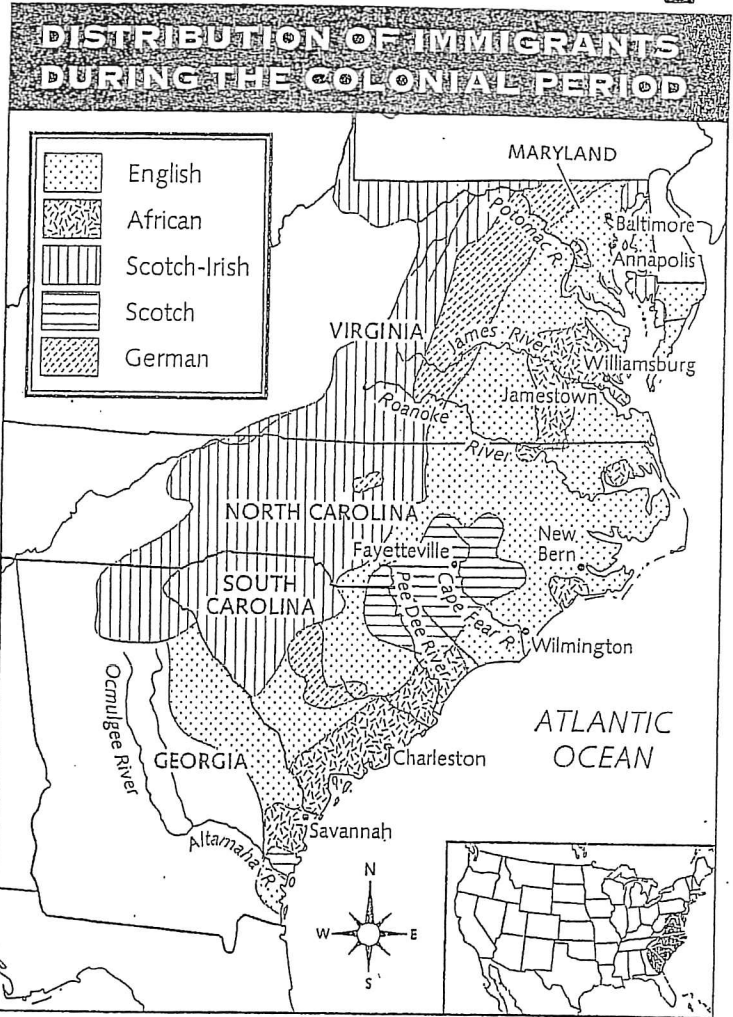 DISTRIBUTION OF IMMIGRANTS
DURING THE COLONIAL PERIOD
English
African
Scotch-Irish
Scotch
German
MARYLAND
Potomac R.
Baltimore
Annapolis
VIRGINIA
James River
Williamsburg
Jamestown
Roanoke
River
NORTH CAROLINA
Fayetteville
New
Bern
SOUTH
CAROLINA
Pee Dee River
Cape Fear R.
Wilmington
Ocmulgee River
GEORGIA
Charleston
ATLANTIC
OCEAN
Savannah
Altamaha R.
N
W
E
S